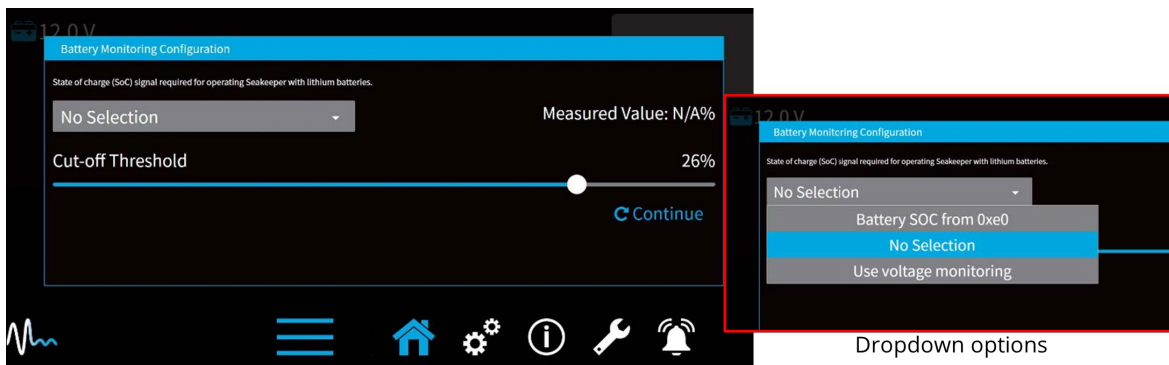 12.0 V
Battery Monitoring Configuration
State of charge (SoC) signal required for operating Seakeeper with lithium batteries.
No Selection
Measured Value: N/A%
Cut-off Threshold
26%
Continue
12.0 V
Battery Monitoring Configuration
State of charge (SoC) signal required for operating Seakeeper with lithium batteries.
No Selection
Battery SOC from 0xe0
No Selection
Use voltage monitoring
Dropdown options